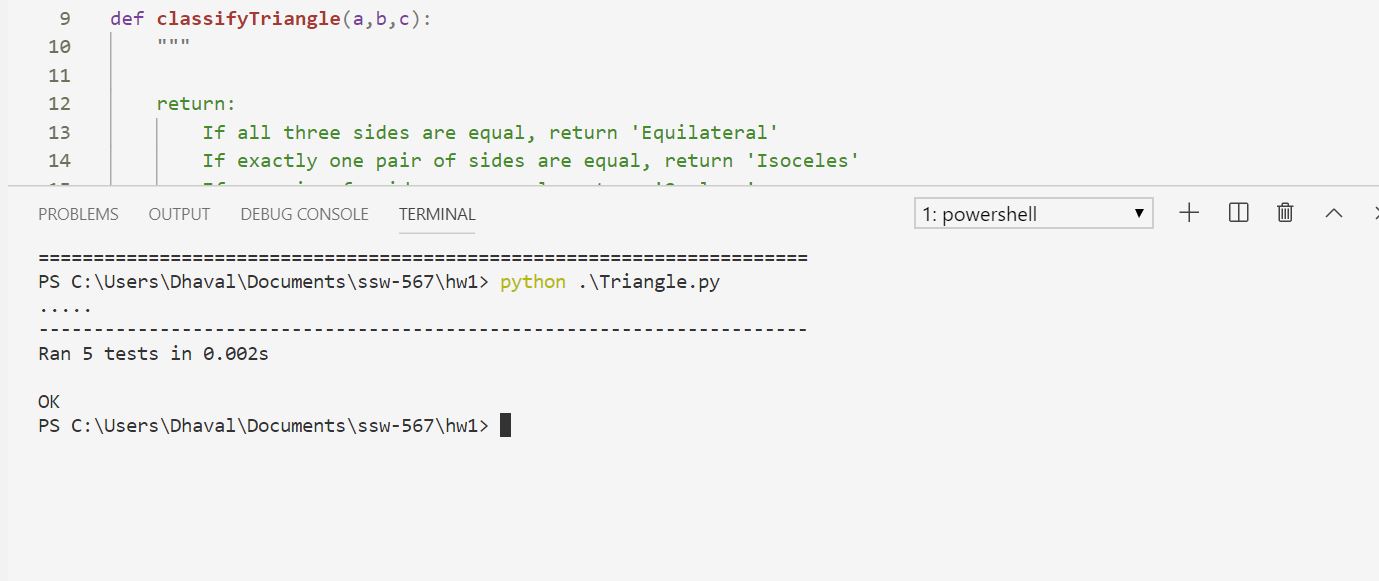 9 def classifyTriangle(a,b,c):
10 """
11
12 return:
13 If all three sides are equal, return 'Equilateral'
14 If exactly one pair of sides are equal, return 'Isoceles'
PROBLEMS OUTPUT DEBUG CONSOLE TERMINAL 1: powershell
======================================================================
PS C:\Users\Dhaval\Documents\ssw-567\hw1> python .\Triangle.py
.....
----------------------------------------------------------------------
Ran 5 tests in 0.002s
OK
PS C:\Users\Dhaval\Documents\ssw-567\hw1>